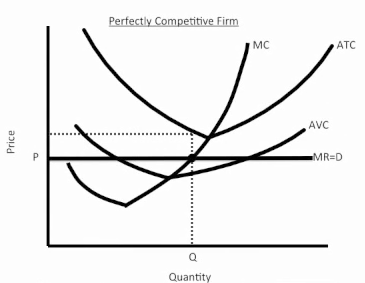 Perfectly Competitive Firm
MC
ATC
AVC
Price
P
MR=D
Q
Quantity